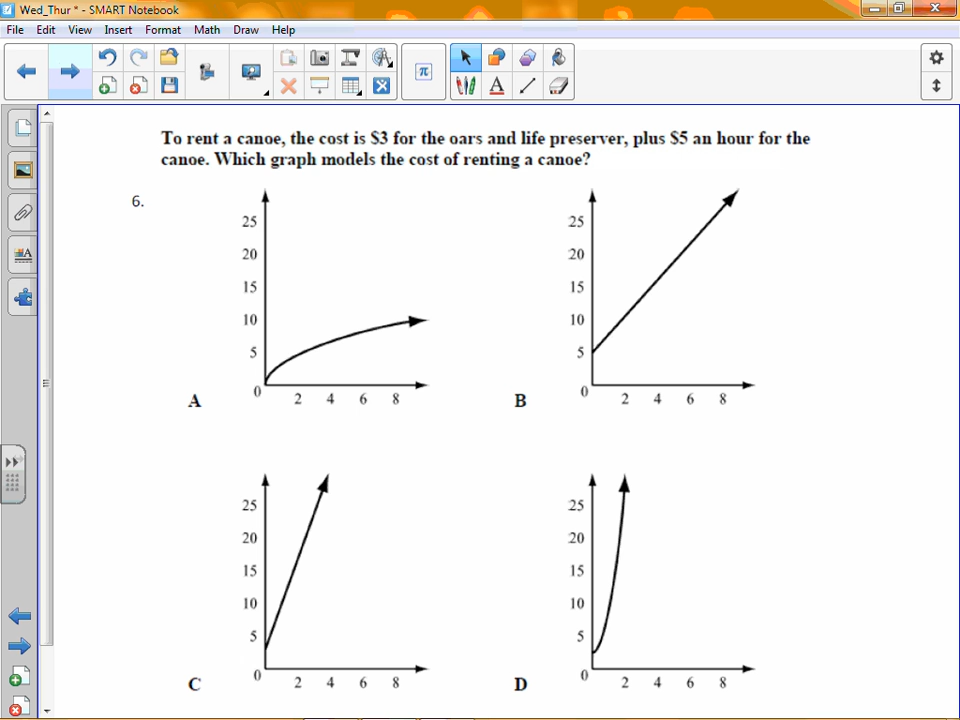 Wed_Thur * - SMART Notebook
File Edit View Insert Format Math Draw Help
π
A
To rent a canoe, the cost is $3 for the oars and life preserver, plus $5 an hour for the
canoe. Which graph models the cost of renting a canoe?
6.
25
20
15
10
5
0
2 4 6 8
A
25
20
15
10
5
0
2 4 6 8
B
25
20
15
10
5
0
2 4 6 8
C
25
20
15
10
5
0
2 4 6 8
D